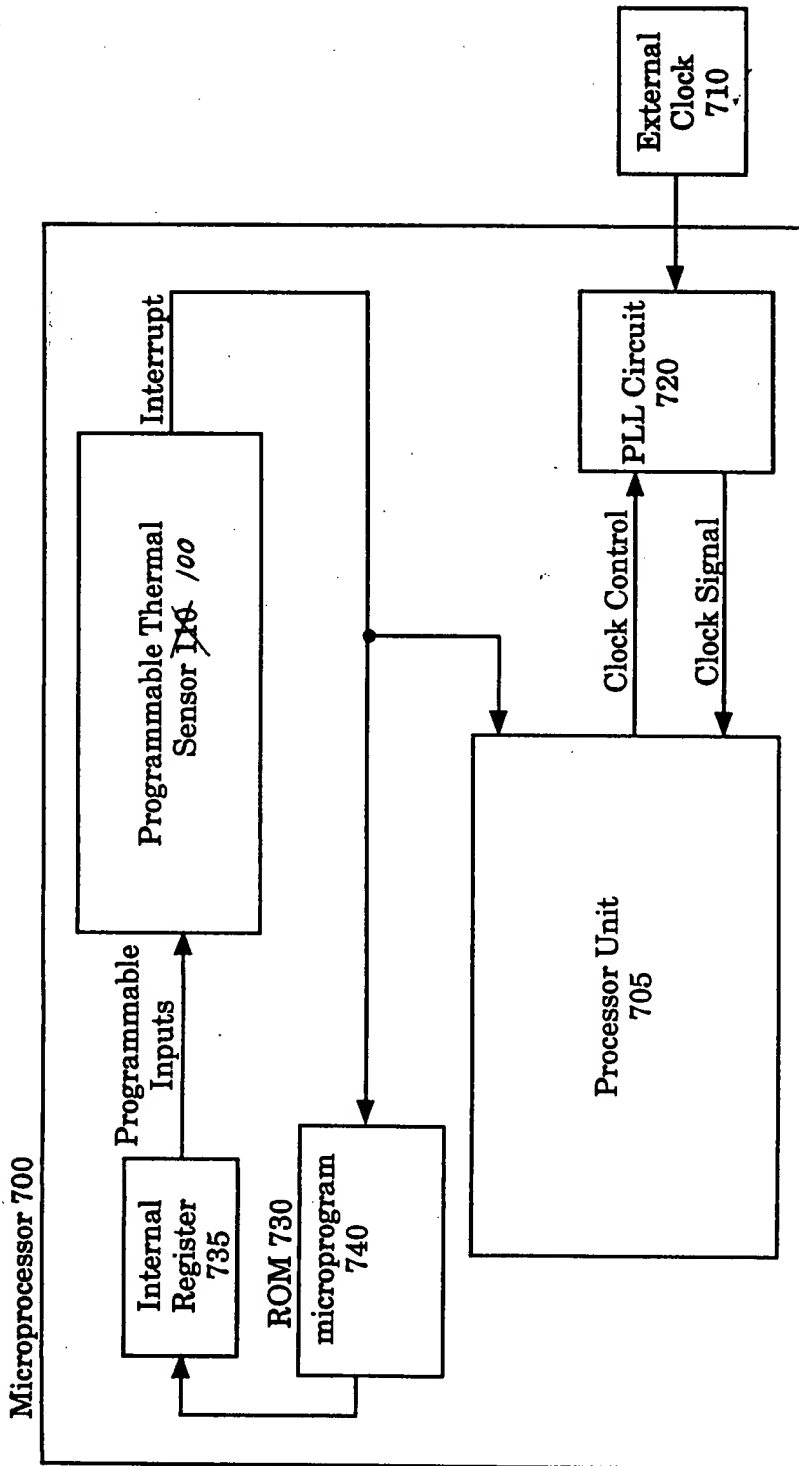 Microprocessor 700
Internal
Register
735
Programmable
Inputs
Programmable Thermal
Sensor 110 100
Interrupt
ROM 730
microprogram
740
Processor Unit
705
Clock Control
Clock Signal
PLL Circuit
720
External
Clock
710